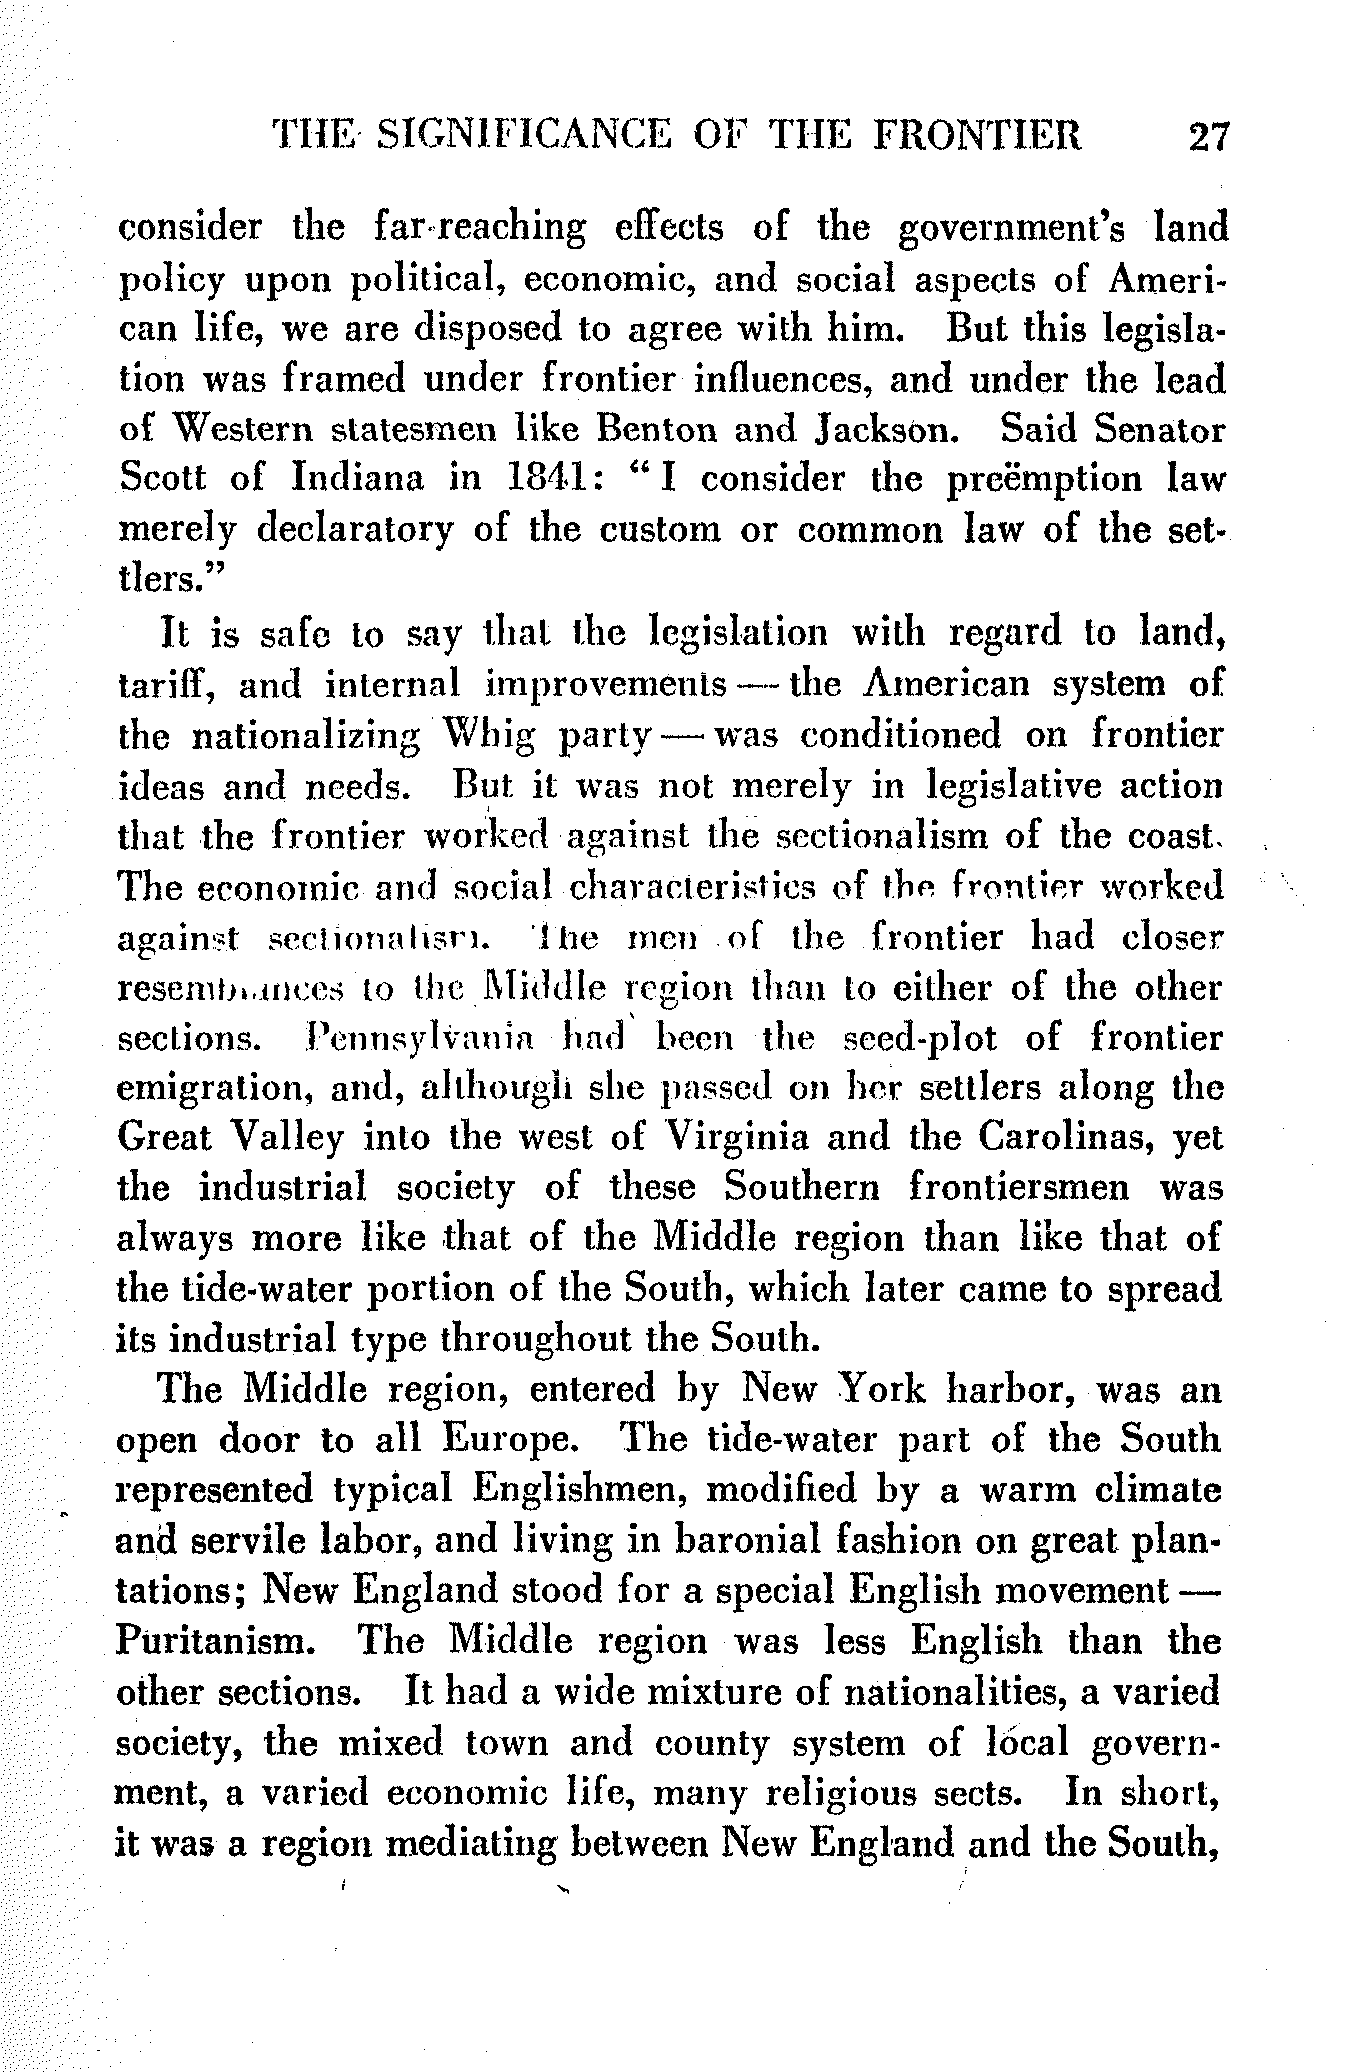 THE SIGNIFICANCE OF THE FRONTIER 27
consider the far-reaching effects of the government's land
policy upon political, economic, and social aspects of Ameri-
can life, we are disposed to agree with him. But this legisla-
tion was framed under frontier influences, and under the lead
of Western statesmen like Benton and Jackson. Said Senator
Scott of Indiana in 1841: “ I consider the preëmption law
merely declaratory of the custom or common law of the set-
tlers.”
It is safe to say that the legislation with regard to land,
tariff, and internal improvements — the American system of
the nationalizing Whig party — was conditioned on frontier
ideas and needs. But it was not merely in legislative action
that the frontier worked against the sectionalism of the coast.
The economic and social characteristics of the frontier worked
against sectionalism. The men of the frontier had closer
resemblances to the Middle region than to either of the other
sections. Pennsylvania had been the seed-plot of frontier
emigration, and, although she passed on her settlers along the
Great Valley into the west of Virginia and the Carolinas, yet
the industrial society of these Southern frontiersmen was
always more like that of the Middle region than like that of
the tide-water portion of the South, which later came to spread
its industrial type throughout the South.
The Middle region, entered by New York harbor, was an
open door to all Europe. The tide-water part of the South
represented typical Englishmen, modified by a warm climate
and servile labor, and living in baronial fashion on great plan-
tations; New England stood for a special English movement —
Puritanism. The Middle region was less English than the
other sections. It had a wide mixture of nationalities, a varied
society, the mixed town and county system of local govern-
ment, a varied economic life, many religious sects. In short,
it was a region mediating between New England and the South,